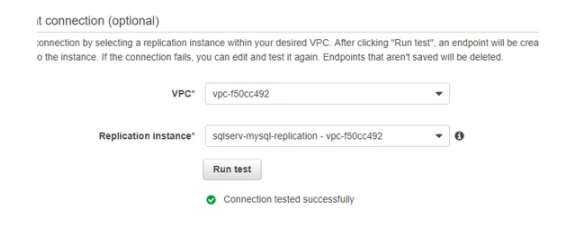 t connection (optional)
connection by selecting a replication instance within your desired VPC. After clicking "Run test", an endpoint will be crea
o the instance. If the connection fails, you can edit and test it again. Endpoints that aren't saved will be deleted.
VPC* vpc-f50cc492
Replication instance* sqlserv-mysql-replication - vpc-f50cc492
Run test
Connection tested successfully